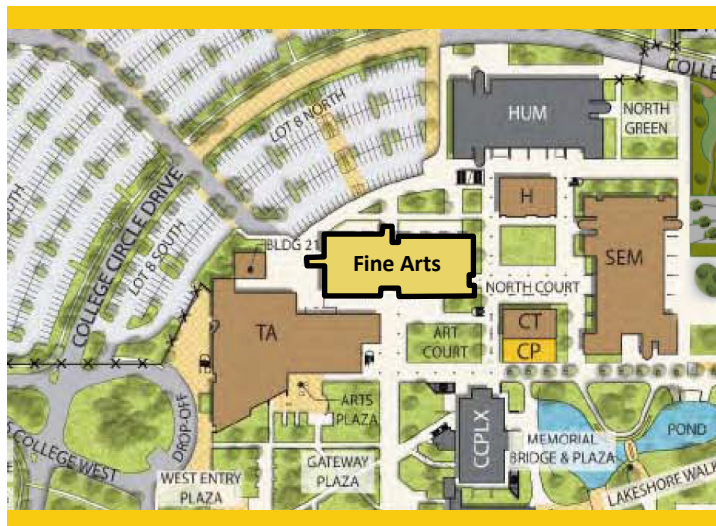 COLLE
HUM
NORTH
GREEN
LOT 8 NORTH
H
COLLEGE CIRCLE DRIVE
LOT 8 SOUTH
BLDG 21
Fine Arts
SEM
NORTH COURT
TA
ART
COURT
CT
CP
ARTS
PLAZA
DROP-OFF
CCPLX
MEMORIAL
BRIDGE & PLAZA
POND
S COLLEGE WEST
WEST ENTRY
PLAZA
GATEWAY
PLAZA
LAKESHORE WALK